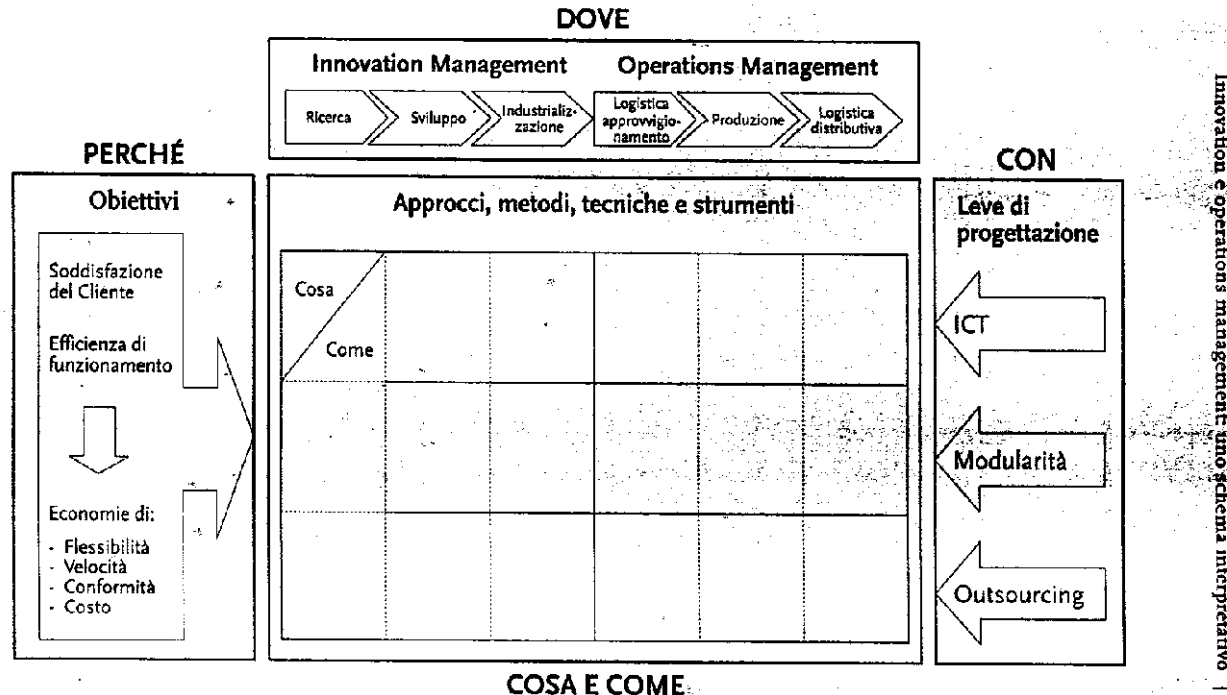 DOVE
Innovation Management
Operations Management
Ricerca
Sviluppo
Industrializ-
zazione
Logistica
approvvigio-
namento
Produzione
Logistica
distributiva
PERCHÉ
Obiettivi
Soddisfazione
del Cliente
Efficienza di
funzionamento
Economie di:
- Flessibilità
- Velocità
- Conformità
- Costo
Approcci, metodi, tecniche e strumenti
Cosa
Come
COSA E COME
CON
Leve di
progettazione
ICT
Modularità
Outsourcing
Innovation e operations management: uno schema interpretativo